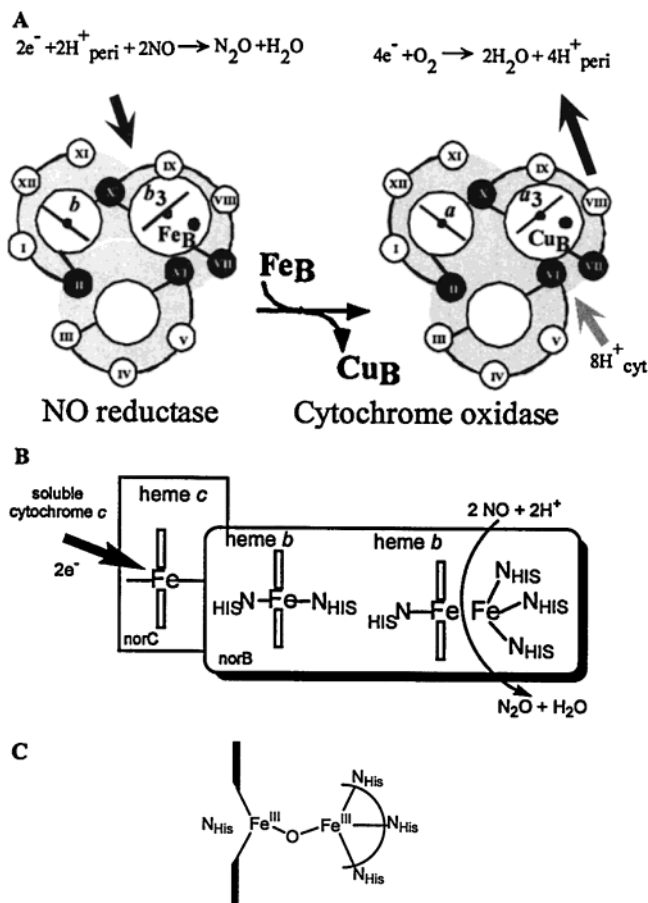 A
2e⁻ +2H⁺peri + 2NO → N₂O +H₂O
4e⁻ +O₂ → 2H₂O + 4H⁺peri
XI
XII
X
IX
b
b3
VIII
FeB
I
II
VI
VII
III
V
IV
FeB
CuB
XI
XII
X
IX
a
a3
VIII
CuB
I
II
VI
VII
III
V
IV
8H⁺cyt
NO reductase
Cytochrome oxidase
B
soluble
cytochrome c
2e⁻
heme c
Fe
norC
heme b
HISN-Fe-NHIS
norB
heme b
HISN-Fe
Fe
NHIS
NHIS
NHIS
2 NO + 2H⁺
N₂O + H₂O
C
NHis
FeIII
O
FeIII
NHis
NHis
NHis